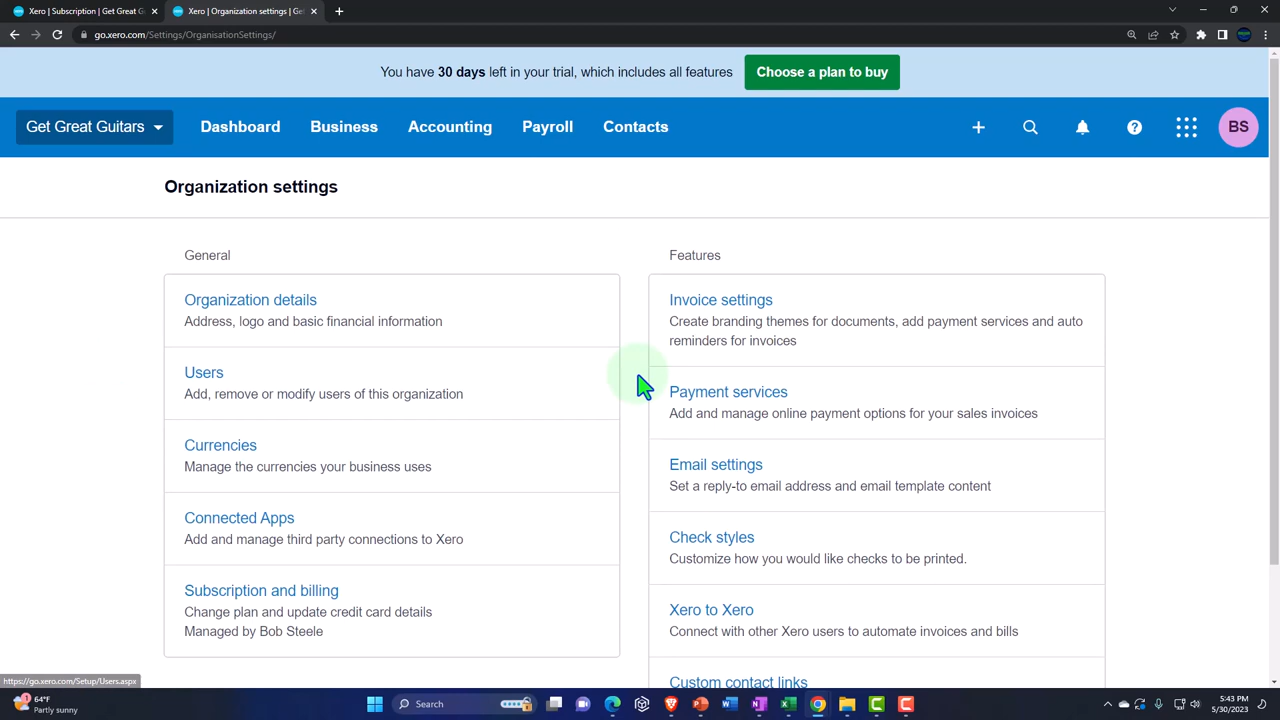 Xero | Subscription | Get Great G
Xero | Organization settings | Get
go.xero.com/Settings/OrganisationSettings/
You have 30 days left in your trial, which includes all features
Choose a plan to buy
Get Great Guitars
Dashboard
Business
Accounting
Payroll
Contacts
BS
Organization settings
General
Organization details
Address, logo and basic financial information
Users
Add, remove or modify users of this organization
Currencies
Manage the currencies your business uses
Connected Apps
Add and manage third party connections to Xero
Subscription and billing
Change plan and update credit card details
Managed by Bob Steele
Features
Invoice settings
Create branding themes for documents, add payment services and auto
reminders for invoices
Payment services
Add and manage online payment options for your sales invoices
Email settings
Set a reply-to email address and email template content
Check styles
Customize how you would like checks to be printed.
Xero to Xero
Connect with other Xero users to automate invoices and bills
Custom contact links
https://go.xero.com/Setup/Users.aspx
64°F
Partly sunny
Search
5:43 PM
5/30/2023